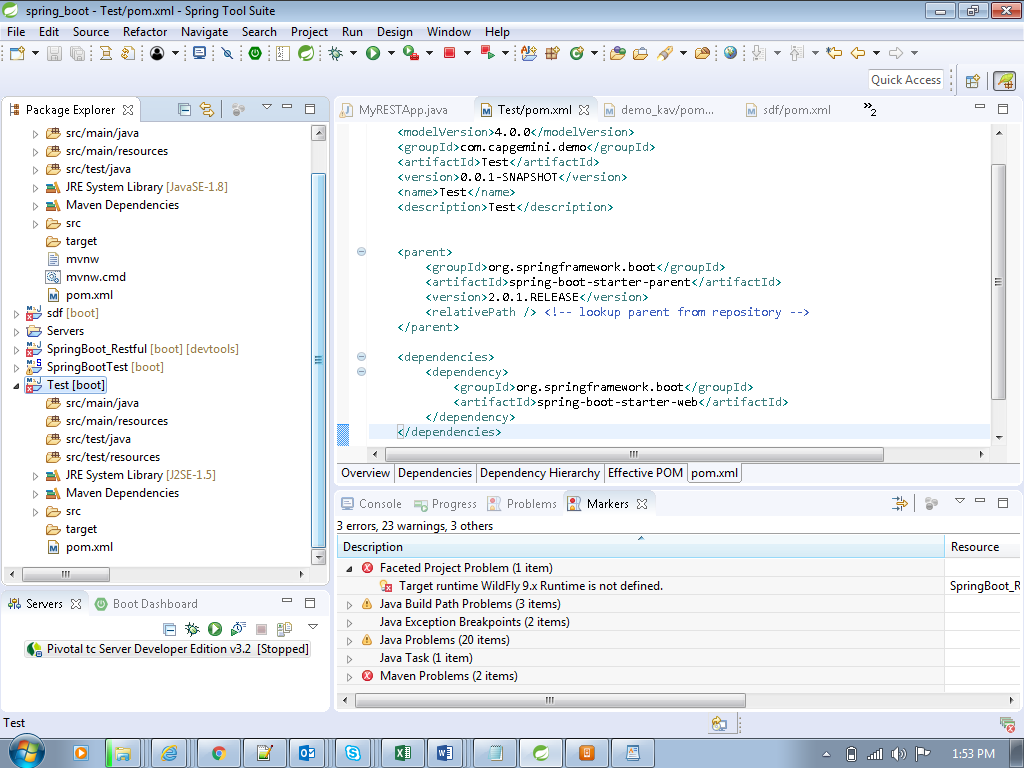 spring_boot - Test/pom.xml - Spring Tool Suite
File Edit Source Refactor Navigate Search Project Run Design Window Help
Quick Access
Package Explorer
src/main/java
src/main/resources
src/test/java
JRE System Library [JavaSE-1.8]
Maven Dependencies
src
target
mvnw
mvnw.cmd
pom.xml
sdf [boot]
Servers
SpringBoot_Restful [boot] [devtools]
SpringBootTest [boot]
Test [boot]
src/main/java
src/main/resources
src/test/java
src/test/resources
JRE System Library [J2SE-1.5]
Maven Dependencies
src
target
pom.xml
Servers Boot Dashboard
Pivotal tc Server Developer Edition v3.2 [Stopped]
MyRESTApp.java Test/pom.xml demo_kav/pom... sdf/pom.xml »2
<modelVersion>4.0.0</modelVersion>
<groupId>com.capgemini.demo</groupId>
<artifactId>Test</artifactId>
<version>0.0.1-SNAPSHOT</version>
<name>Test</name>
<description>Test</description>
<parent>
<groupId>org.springframework.boot</groupId>
<artifactId>spring-boot-starter-parent</artifactId>
<version>2.0.1.RELEASE</version>
<relativePath /> <!-- lookup parent from repository -->
</parent>
<dependencies>
<dependency>
<groupId>org.springframework.boot</groupId>
<artifactId>spring-boot-starter-web</artifactId>
</dependency>
</dependencies>
Overview Dependencies Dependency Hierarchy Effective POM pom.xml
Console Progress Problems Markers
3 errors, 23 warnings, 3 others
Description Resource
Faceted Project Problem (1 item)
Target runtime WildFly 9.x Runtime is not defined. SpringBoot_R
Java Build Path Problems (3 items)
Java Exception Breakpoints (2 items)
Java Problems (20 items)
Java Task (1 item)
Maven Problems (2 items)
Test
1:53 PM